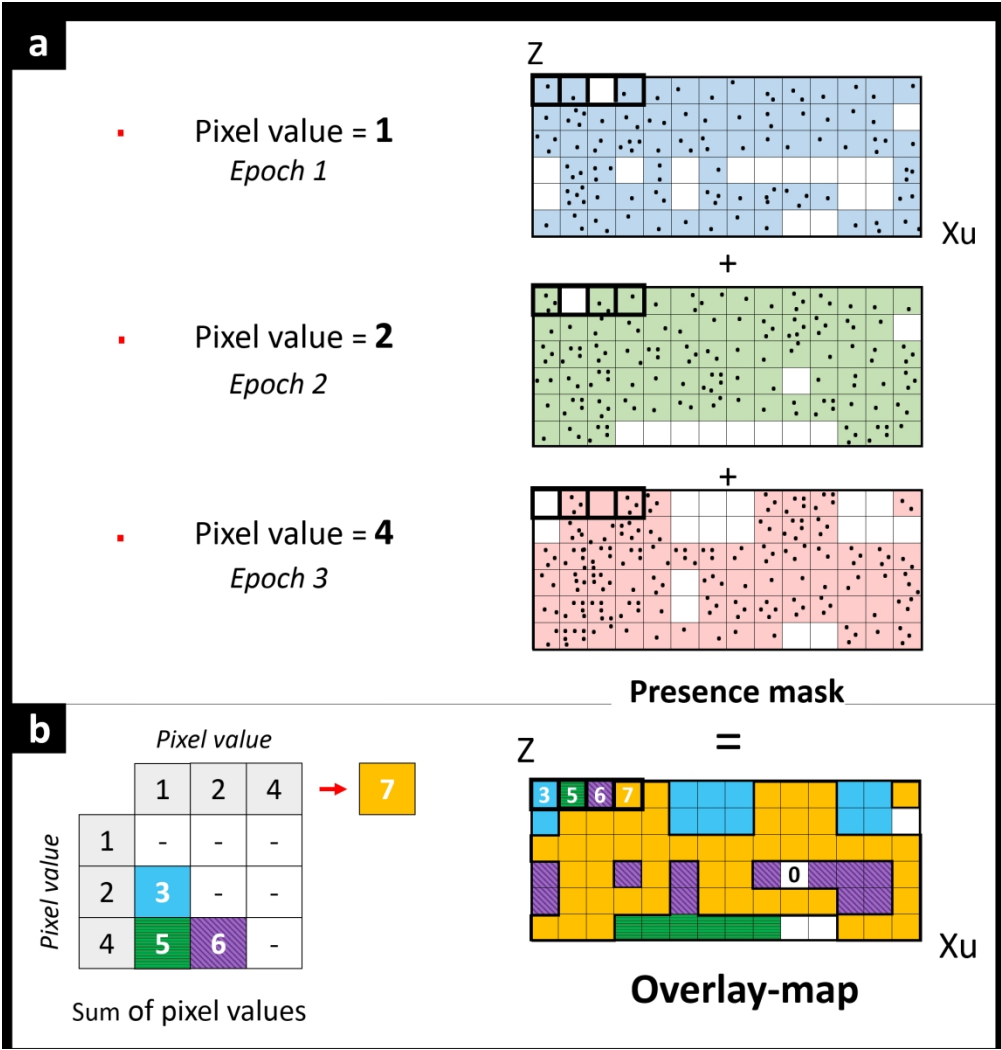 a
Z
Pixel value = 1
Epoch 1
Xu
+
Pixel value = 2
Epoch 2
+
Pixel value = 4
Epoch 3
Presence mask
b
Pixel value
Z
=
1 2 4 7
3 5 6 7
Pixel value
1 - - -
2 3 - -
0
4 5 6 -
Xu
Sum of pixel values
Overlay-map